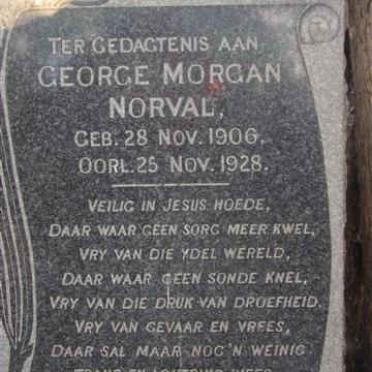 TER GEDAGTENIS AAN
GEORGE MORGAN
NORVAL,
GEB. 28 NOV. 1906.
OORL. 25 NOV. 1928.
VEILIG IN JESUS HOEDE,
DAAR WAAR GEEN SORG MEER KWEL,
VRY VAN DIE YDEL WERELD,
DAAR WAAR GEEN SONDE KNEL,
VRY VAN DIE DRUK VAN DROEFHEID.
VRY VAN GEVAAR EN VREES,
DAAR SAL MAAR NOG 'N WEINIG